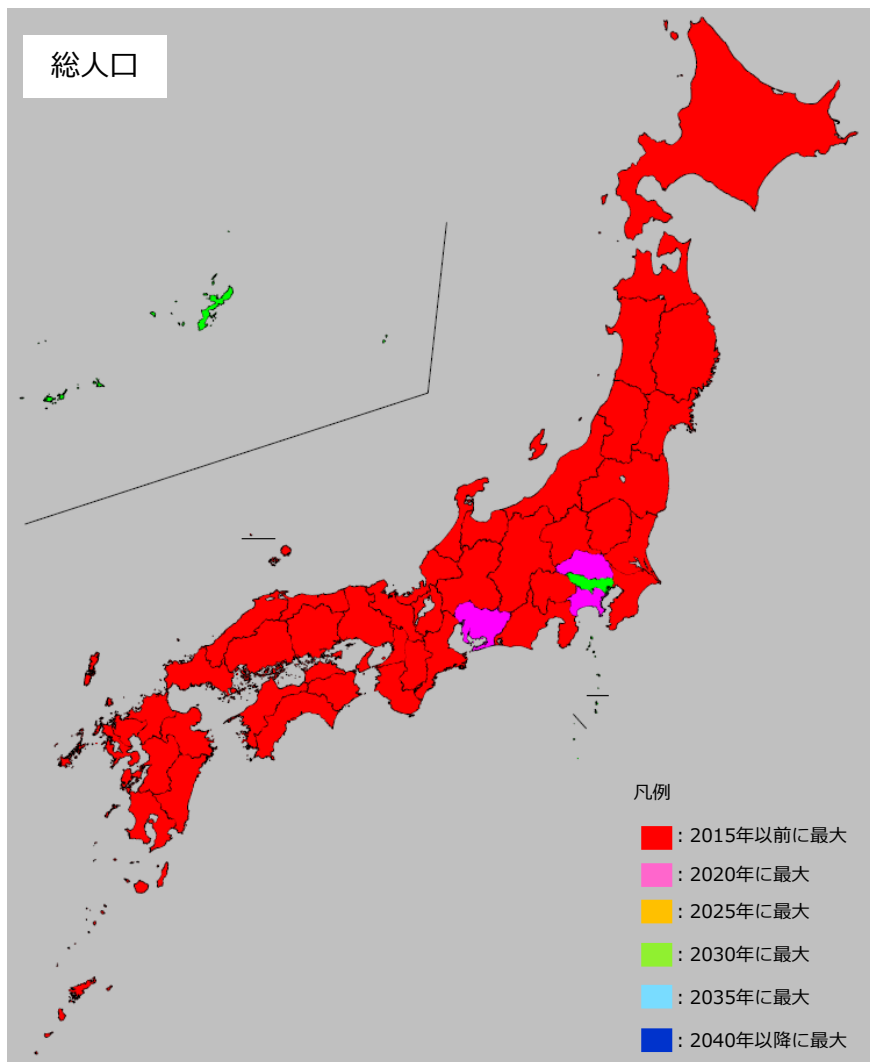 総人口
凡例
：2015年以前に最大
：2020年に最大
：2025年に最大
：2030年に最大
：2035年に最大
：2040年以降に最大